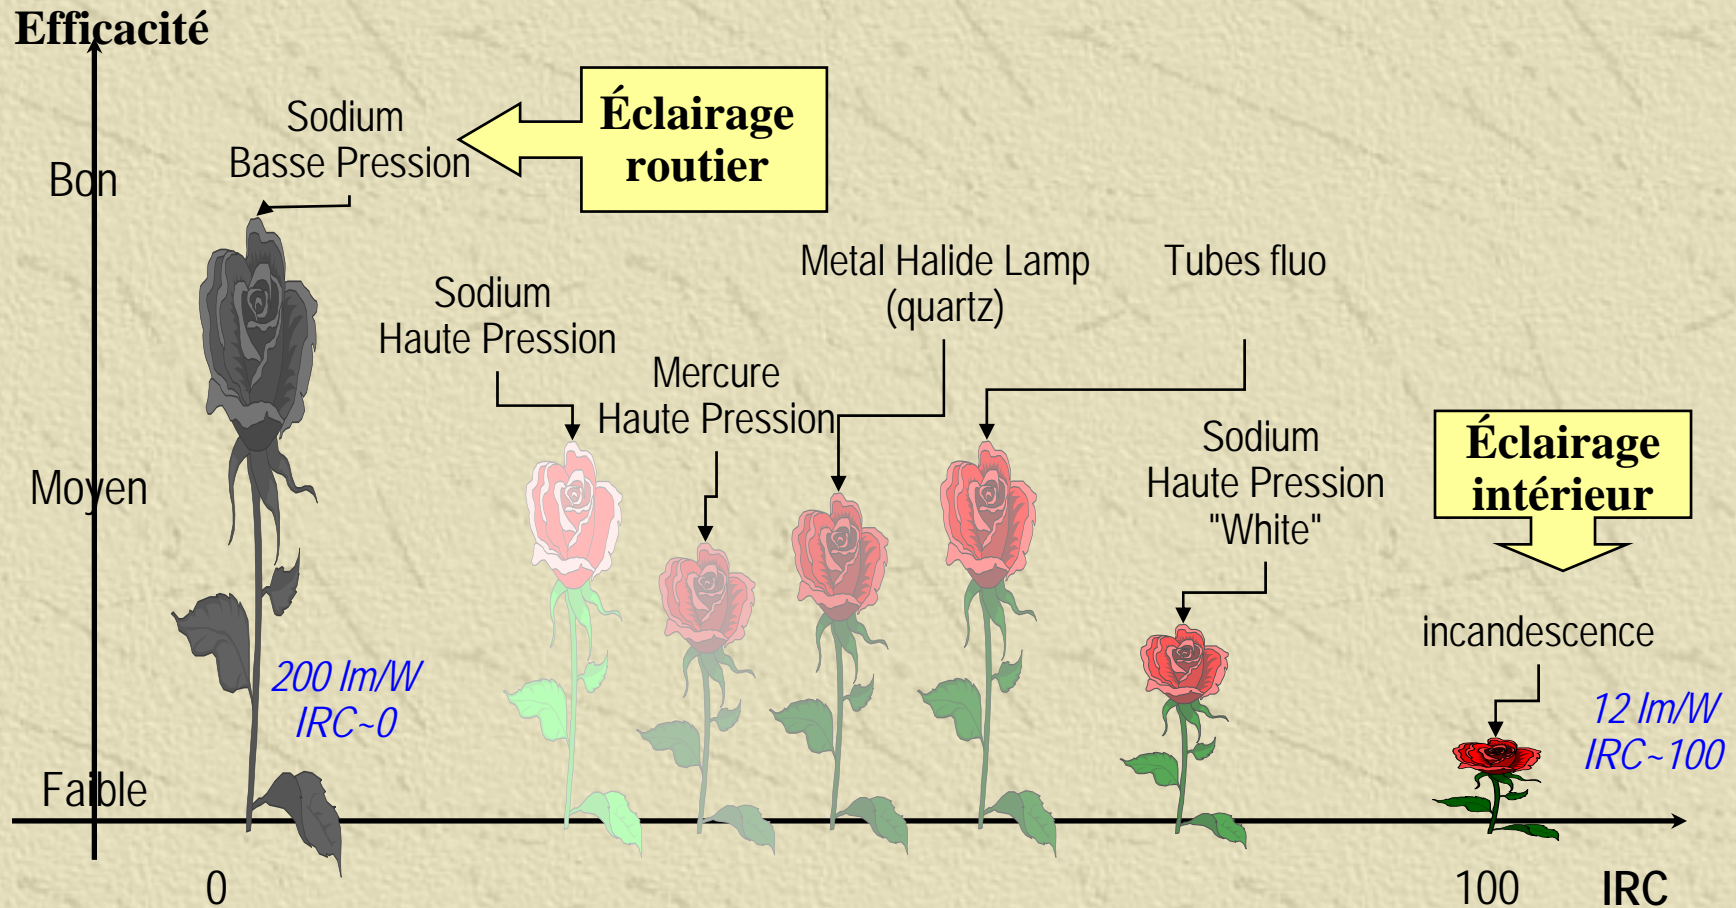 Efficacité
Sodium
Basse Pression
Éclairage
routier
Bon
Metal Halide Lamp
(quartz)
Tubes fluo
Sodium
Haute Pression
Mercure
Haute Pression
Sodium
Haute Pression
"White"
Éclairage
intérieur
Moyen
incandescence
200 lm/W
IRC~0
12 lm/W
IRC~100
Faible
0
100
IRC